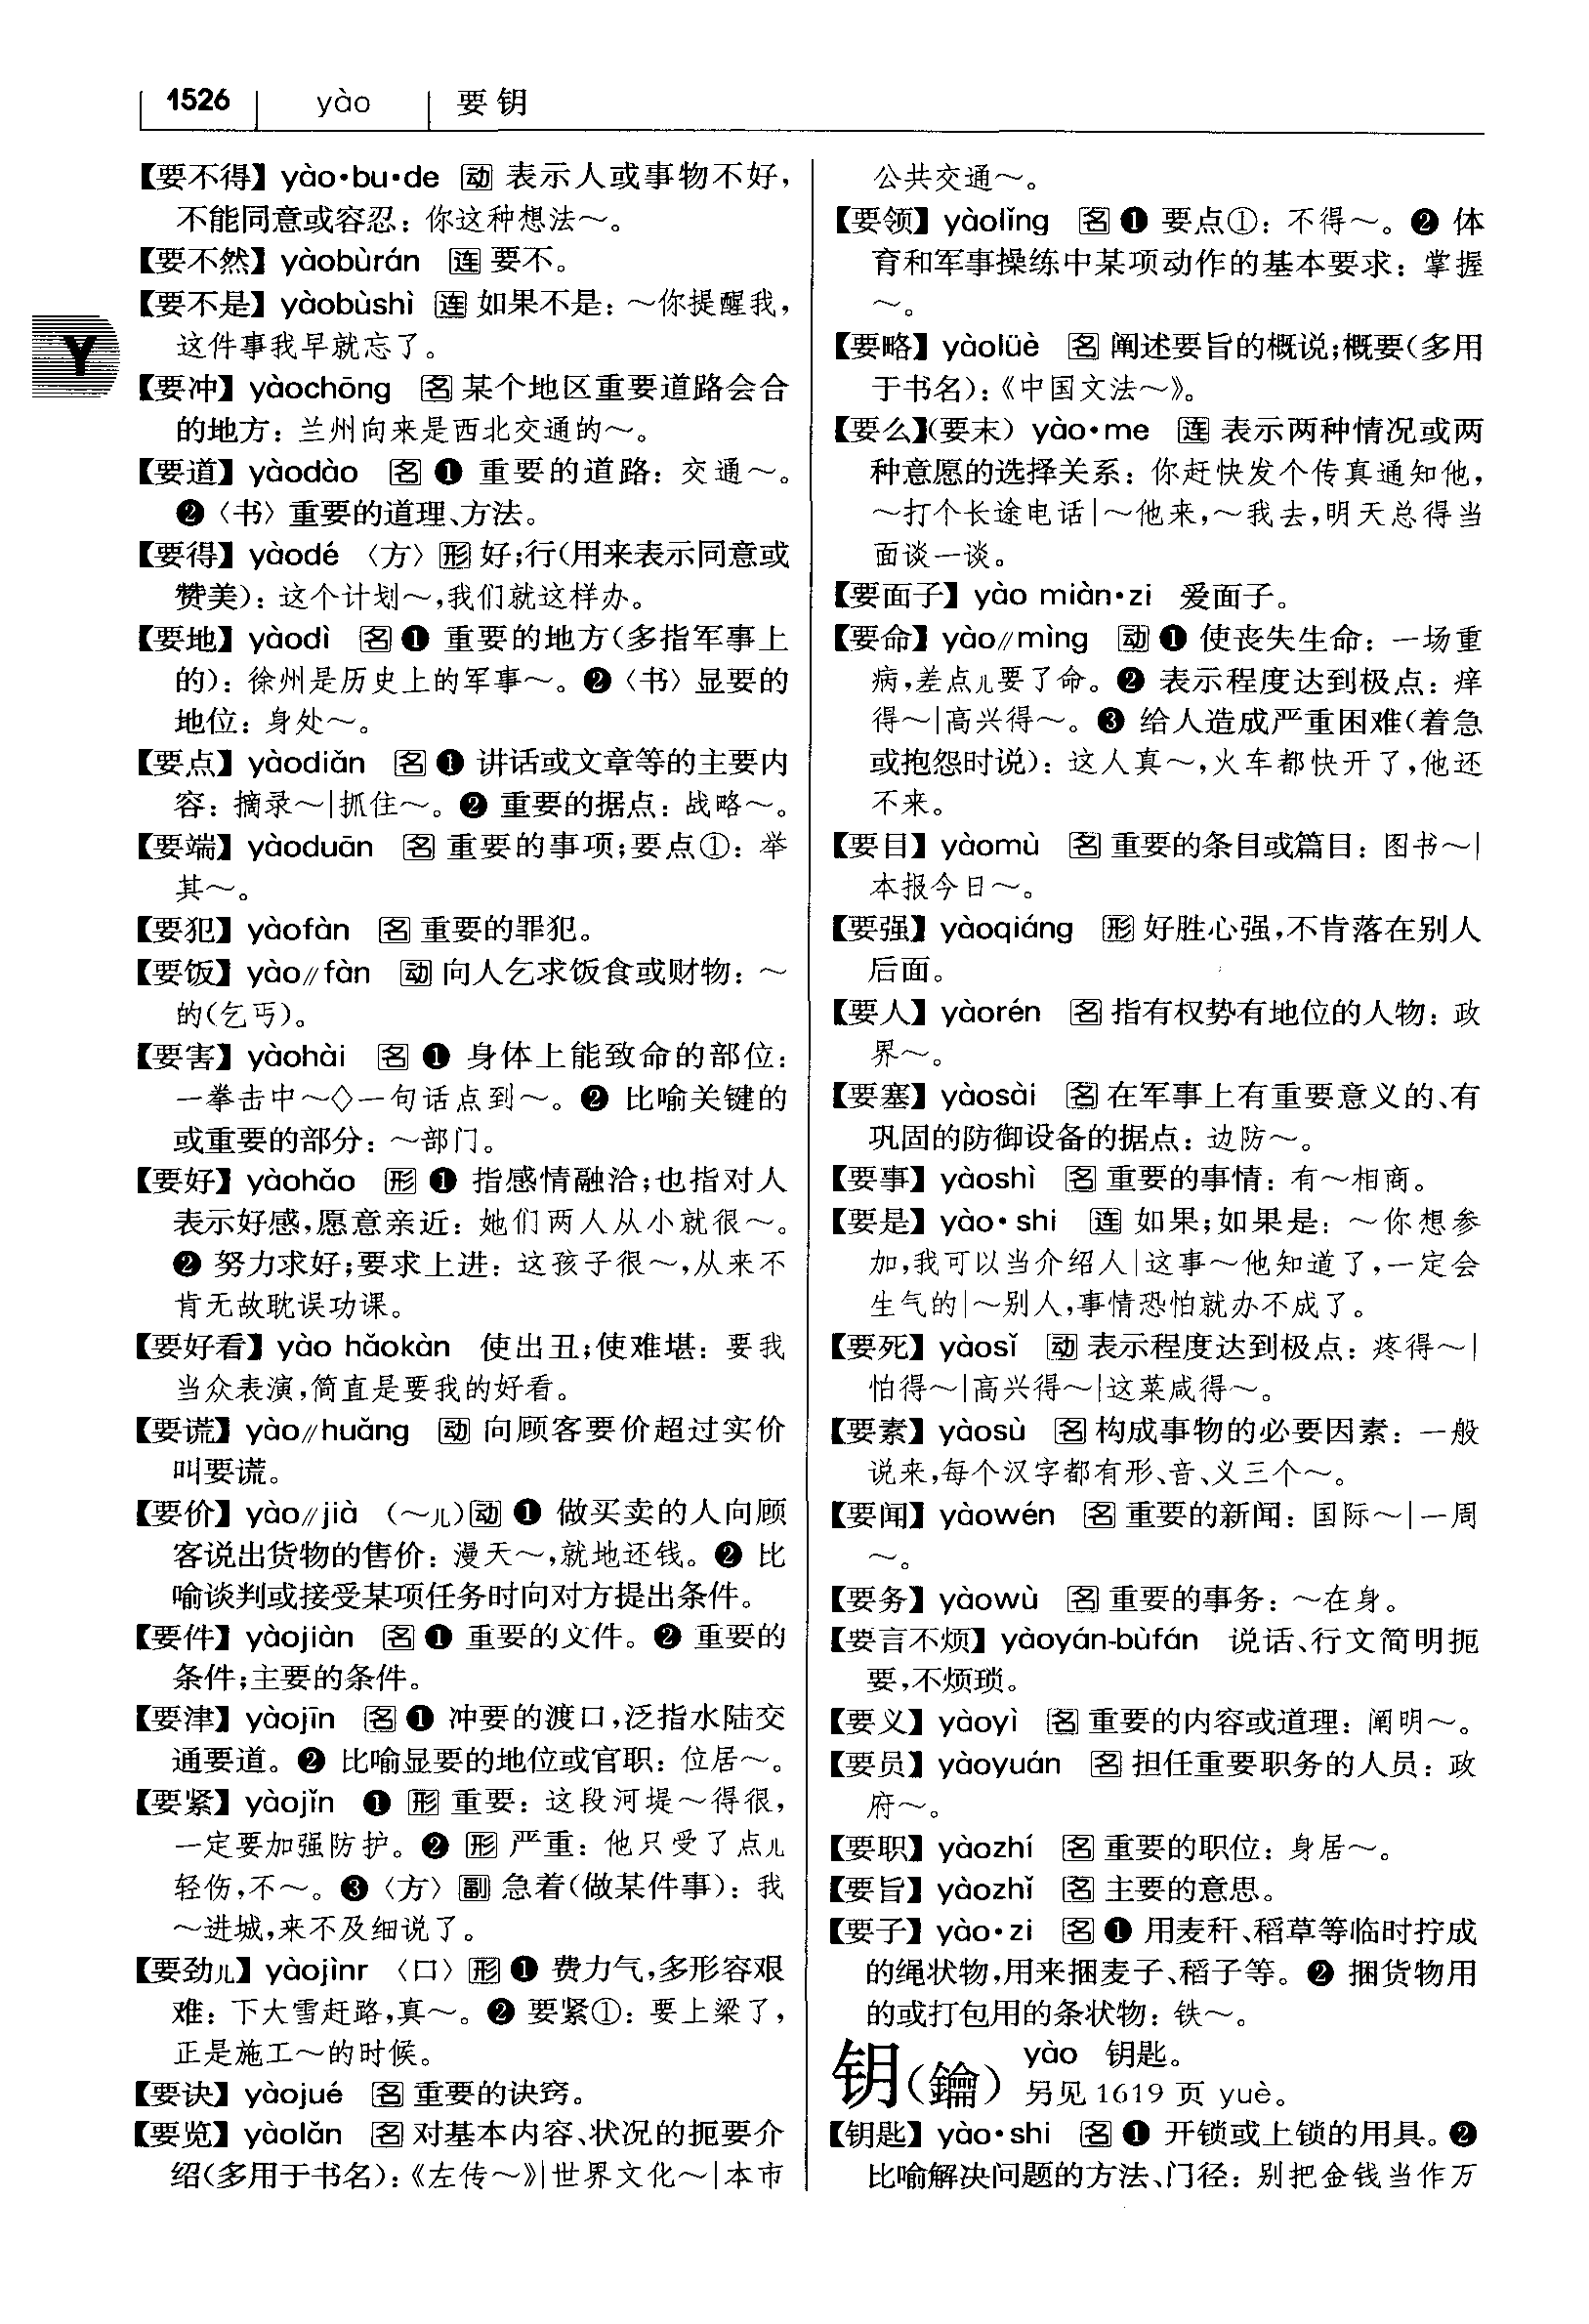 1526 yào 要钥
【要不得】yào•bu•de 动 表示人或事物不好，
不能同意或容忍：你这种想法～。
【要不然】yàobùrán 连 要不。
【要不是】yàobùshì 连 如果不是：～你提醒我，
这件事我早就忘了。
Y
【要冲】yàochōng 名 某个地区重要道路会合
的地方：兰州向来是西北交通的～。
【要道】yàodào 名 ❶ 重要的道路：交通～。
❷〈书〉重要的道理、方法。
【要得】yàodé 〈方〉形 好；行（用来表示同意或
赞美）：这个计划～，我们就这样办。
【要地】yàodì 名 ❶ 重要的地方（多指军事上
的）：徐州是历史上的军事～。❷〈书〉显要的
地位：身处～。
【要点】yàodiǎn 名 ❶ 讲话或文章等的主要内
容：摘录～|抓住～。❷ 重要的据点：战略～。
【要端】yàoduān 名 重要的事项；要点①：举
其～。
【要犯】yàofàn 名 重要的罪犯。
【要饭】yào∥fàn 动 向人乞求饭食或财物：～
的（乞丐）。
【要害】yàohài 名 ❶ 身体上能致命的部位：
一拳击中～◇一句话点到～。❷ 比喻关键的
或重要的部分：～部门。
【要好】yàohǎo 形 ❶ 指感情融洽；也指对人
表示好感，愿意亲近：她们两人从小就很～。
❷ 努力求好；要求上进：这孩子很～，从来不
肯无故耽误功课。
【要好看】yào hǎokàn 使出丑；使难堪：要我
当众表演，简直是要我的好看。
【要谎】yào∥huǎng 动 向顾客要价超过实价
叫要谎。
【要价】yào∥jià （～儿）动 ❶ 做买卖的人向顾
客说出货物的售价：漫天～，就地还钱。❷ 比
喻谈判或接受某项任务时向对方提出条件。
【要件】yàojiàn 名 ❶ 重要的文件。❷ 重要的
条件；主要的条件。
【要津】yàojīn 名 ❶ 冲要的渡口，泛指水陆交
通要道。❷ 比喻显要的地位或官职：位居～。
【要紧】yàojǐn ❶ 形 重要：这段河堤～得很，
一定要加强防护。❷ 形 严重：他只受了点儿
轻伤，不～。❸〈方〉副 急着（做某件事）：我
～进城，来不及细说了。
【要劲儿】yàojìnr 〈口〉形 ❶ 费力气，多形容艰
难：下大雪赶路，真～。❷ 要紧①：要上梁了，
正是施工～的时候。
【要诀】yàojué 名 重要的诀窍。
【要览】yàolǎn 名 对基本内容、状况的扼要介
绍（多用于书名）：《左传～》|世界文化～|本市
公共交通～。
【要领】yàolǐng 名 ❶ 要点①：不得～。❷ 体
育和军事操练中某项动作的基本要求：掌握
～。
【要略】yàolüè 名 阐述要旨的概说；概要（多用
于书名）：《中国文法～》。
【要么】（要末）yào•me 连 表示两种情况或两
种意愿的选择关系：你赶快发个传真通知他，
～打个长途电话|～他来，～我去，明天总得当
面谈一谈。
【要面子】yào miàn•zi 爱面子。
【要命】yào∥mìng 动 ❶ 使丧失生命：一场重
病，差点儿要了命。❷ 表示程度达到极点：痒
得～|高兴得～。❸ 给人造成严重困难（着急
或抱怨时说）：这人真～，火车都快开了，他还
不来。
【要目】yàomù 名 重要的条目或篇目：图书～|
本报今日～。
【要强】yàoqiáng 形 好胜心强，不肯落在别人
后面。
【要人】yàorén 名 指有权势有地位的人物：政
界～。
【要塞】yàosài 名 在军事上有重要意义的、有
巩固的防御设备的据点：边防～。
【要事】yàoshì 名 重要的事情：有～相商。
【要是】yào•shi 连 如果；如果是：～你想参
加，我可以当介绍人|这事～他知道了，一定会
生气的|～别人，事情恐怕就办不成了。
【要死】yàosǐ 动 表示程度达到极点：疼得～|
怕得～|高兴得～|这菜咸得～。
【要素】yàosù 名 构成事物的必要因素：一般
说来，每个汉字都有形、音、义三个～。
【要闻】yàowén 名 重要的新闻：国际～|一周
～。
【要务】yàowù 名 重要的事务：～在身。
【要言不烦】yàoyán-bùfán 说话、行文简明扼
要，不烦琐。
【要义】yàoyì 名 重要的内容或道理：阐明～。
【要员】yàoyuán 名 担任重要职务的人员：政
府～。
【要职】yàozhí 名 重要的职位：身居～。
【要旨】yàozhǐ 名 主要的意思。
【要子】yào•zi 名 ❶ 用麦秆、稻草等临时拧成
的绳状物，用来捆麦子、稻子等。❷ 捆货物用
的或打包用的条状物：铁～。
钥（鑰） yào 钥匙。
另见 1619 页 yuè。
【钥匙】yào•shi 名 ❶ 开锁或上锁的用具。❷
比喻解决问题的方法、门径：别把金钱当作万